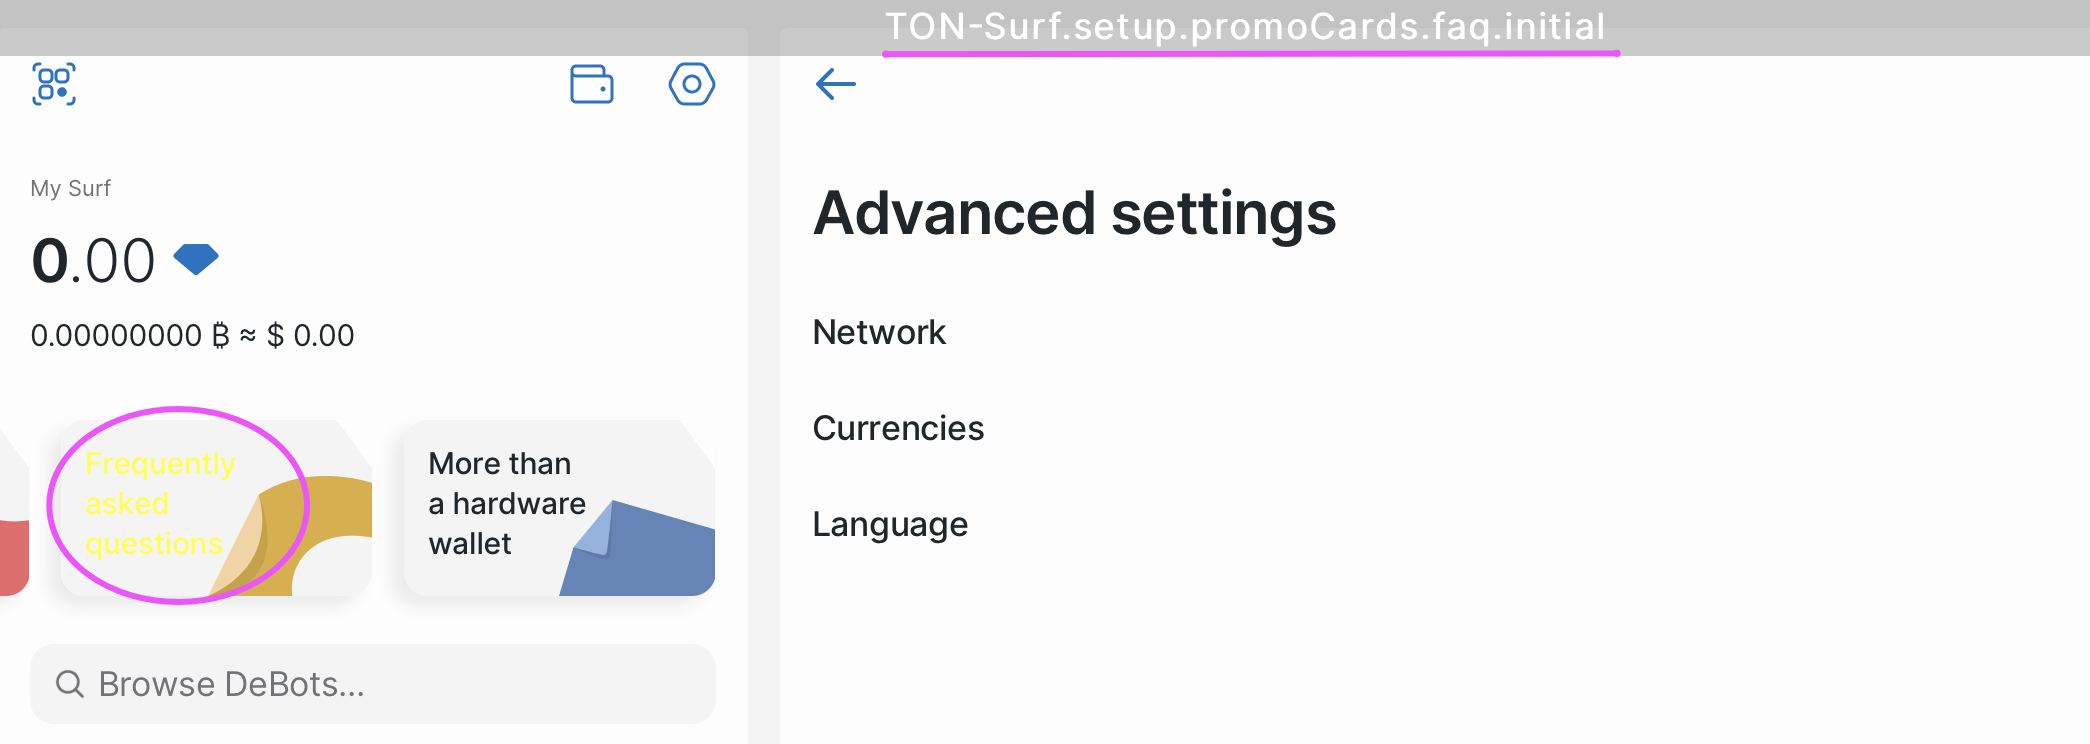 TON-Surf.setup.promoCards.faq.initial
My Surf
0.00
0.00000000 ₿ ≈ $ 0.00
Frequently
asked
questions
More than
a hardware
wallet
Browse DeBots...
Advanced settings
Network
Currencies
Language